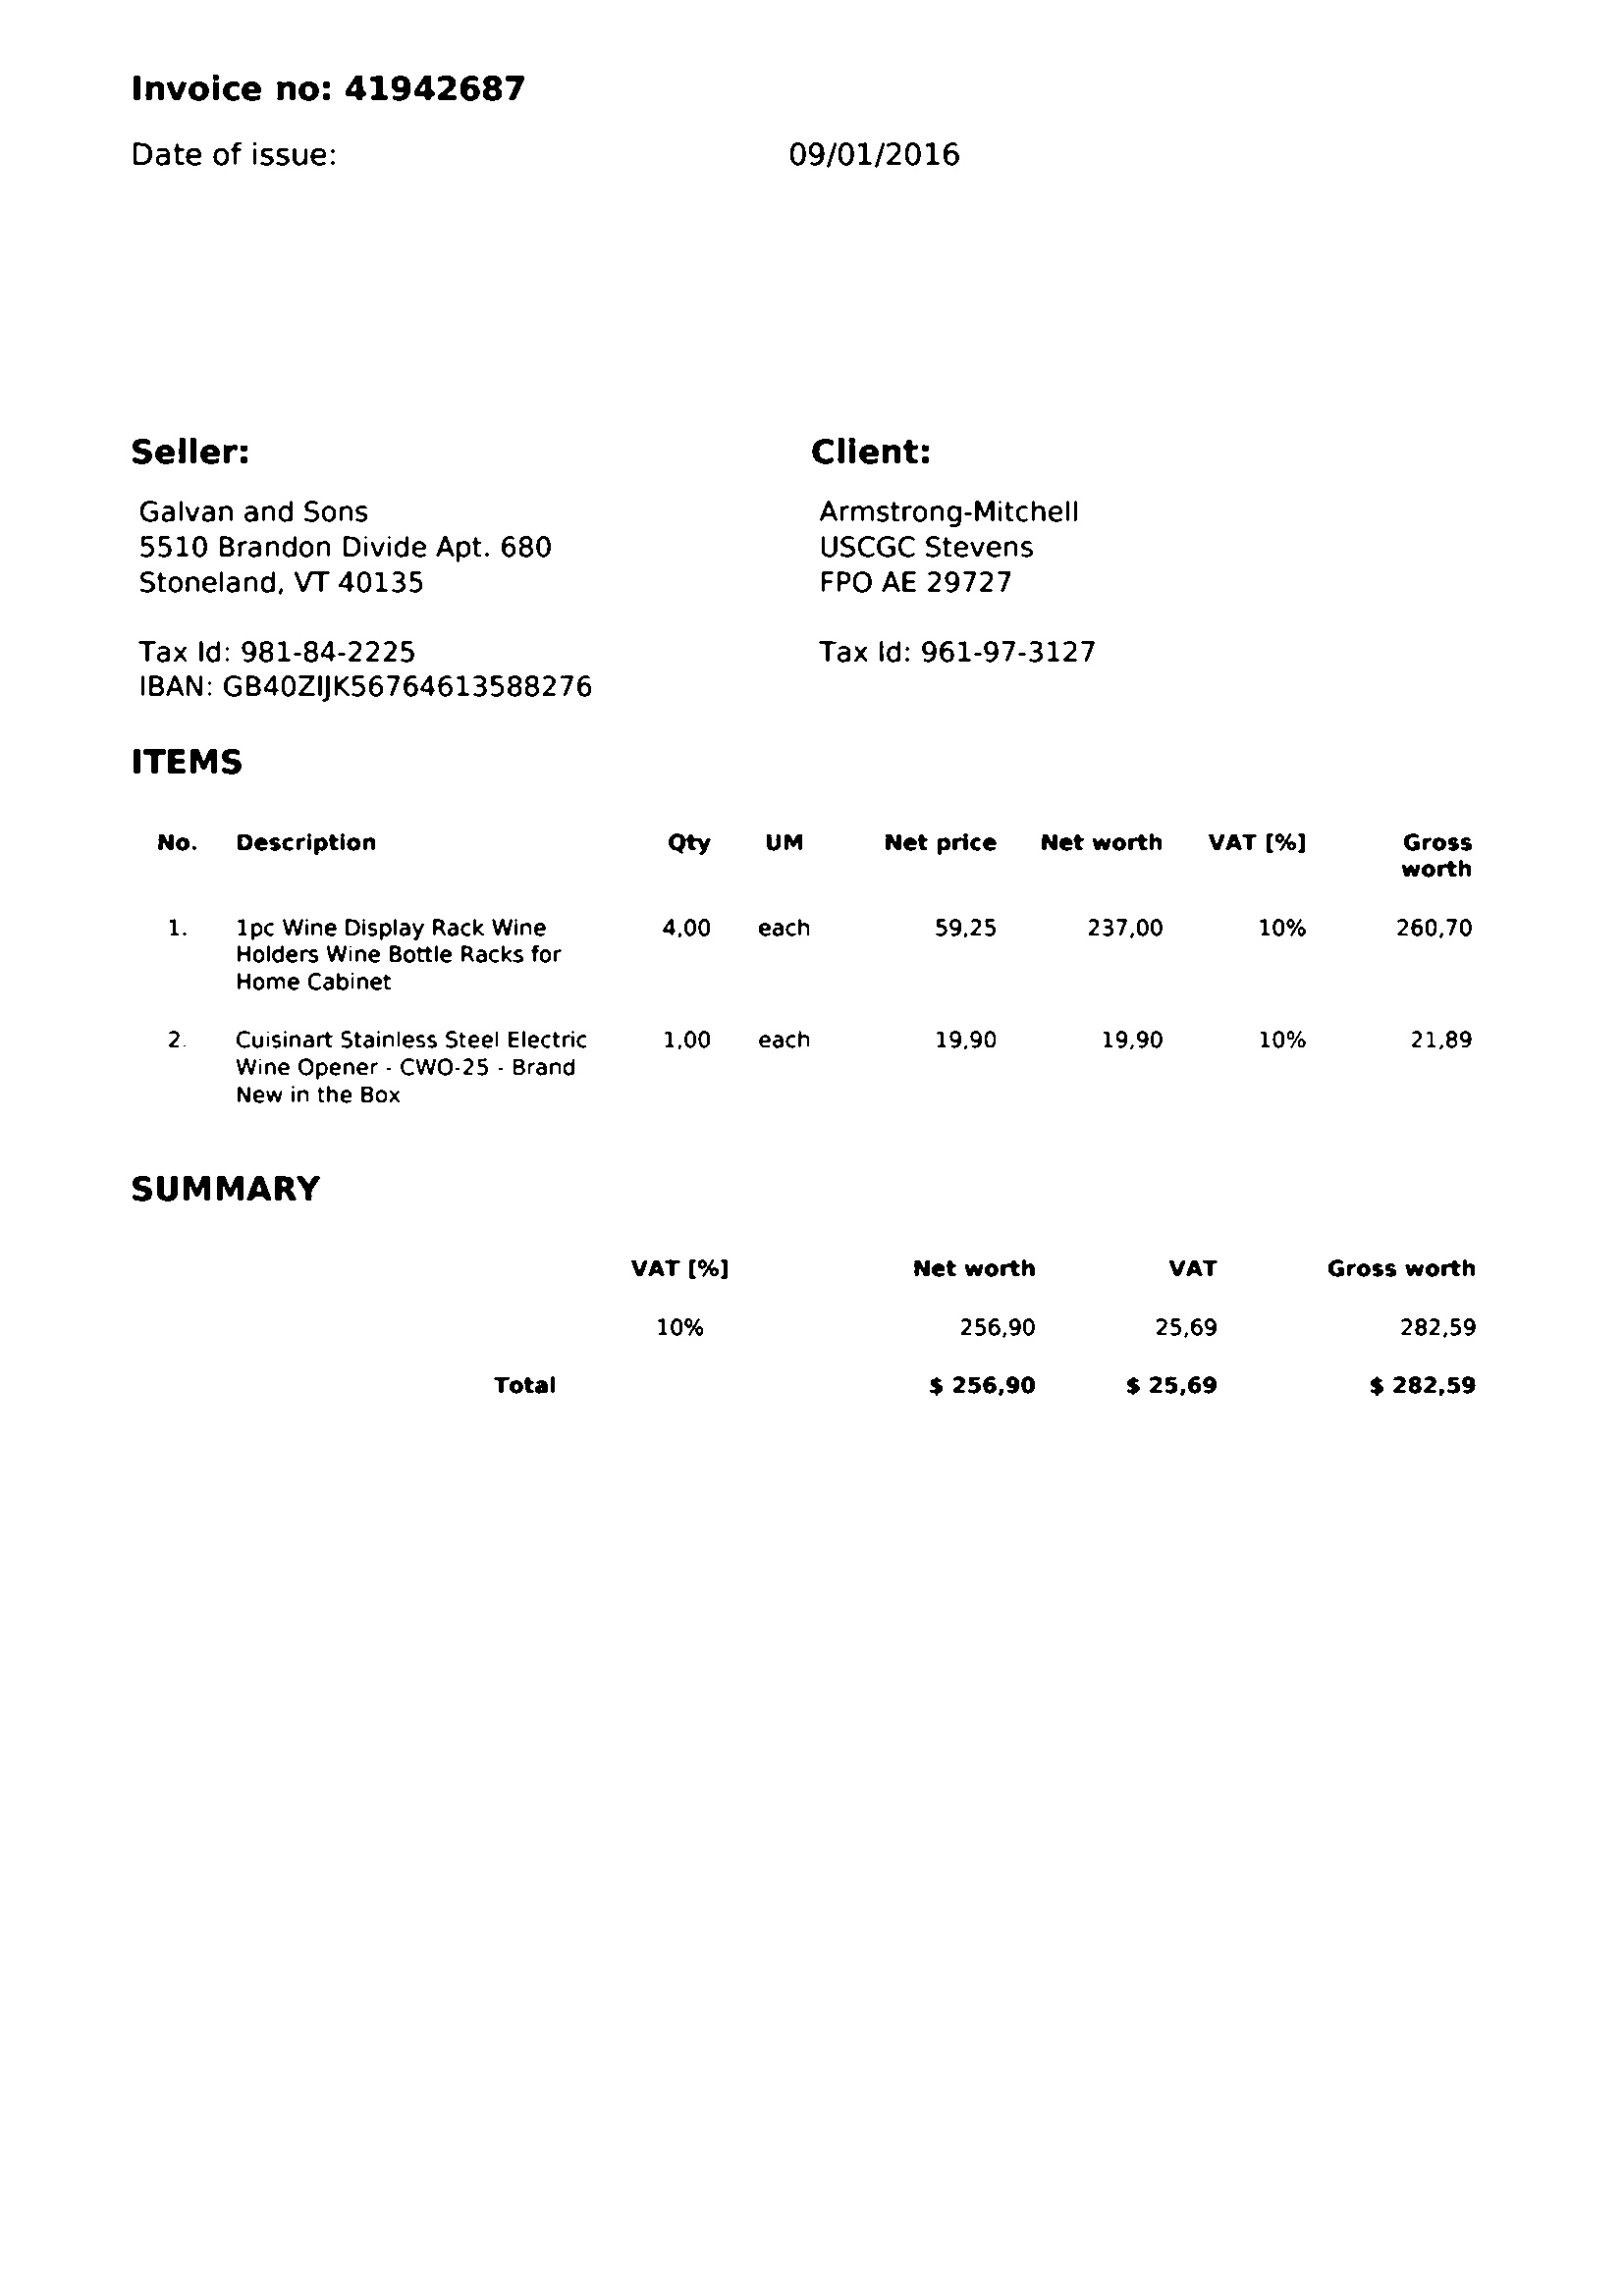 Invoice no: 41942687
Date of issue: 09/01/2016
Seller:
Galvan and Sons
5510 Brandon Divide Apt. 680
Stoneland, VT 40135
Tax Id: 981-84-2225
IBAN: GB40ZIJK56764613588276
Client:
Armstrong-Mitchell
USCGC Stevens
FPO AE 29727
Tax Id: 961-97-3127
ITEMS
No. Description Qty UM Net price Net worth VAT [%] Gross
worth
1. 1pc Wine Display Rack Wine 4,00 each 59,25 237,00 10% 260,70
Holders Wine Bottle Racks for
Home Cabinet
2. Cuisinart Stainless Steel Electric 1,00 each 19,90 19,90 10% 21,89
Wine Opener - CWO-25 - Brand
New in the Box
SUMMARY
VAT [%] Net worth VAT Gross worth
10% 256,90 25,69 282,59
Total $ 256,90 $ 25,69 $ 282,59